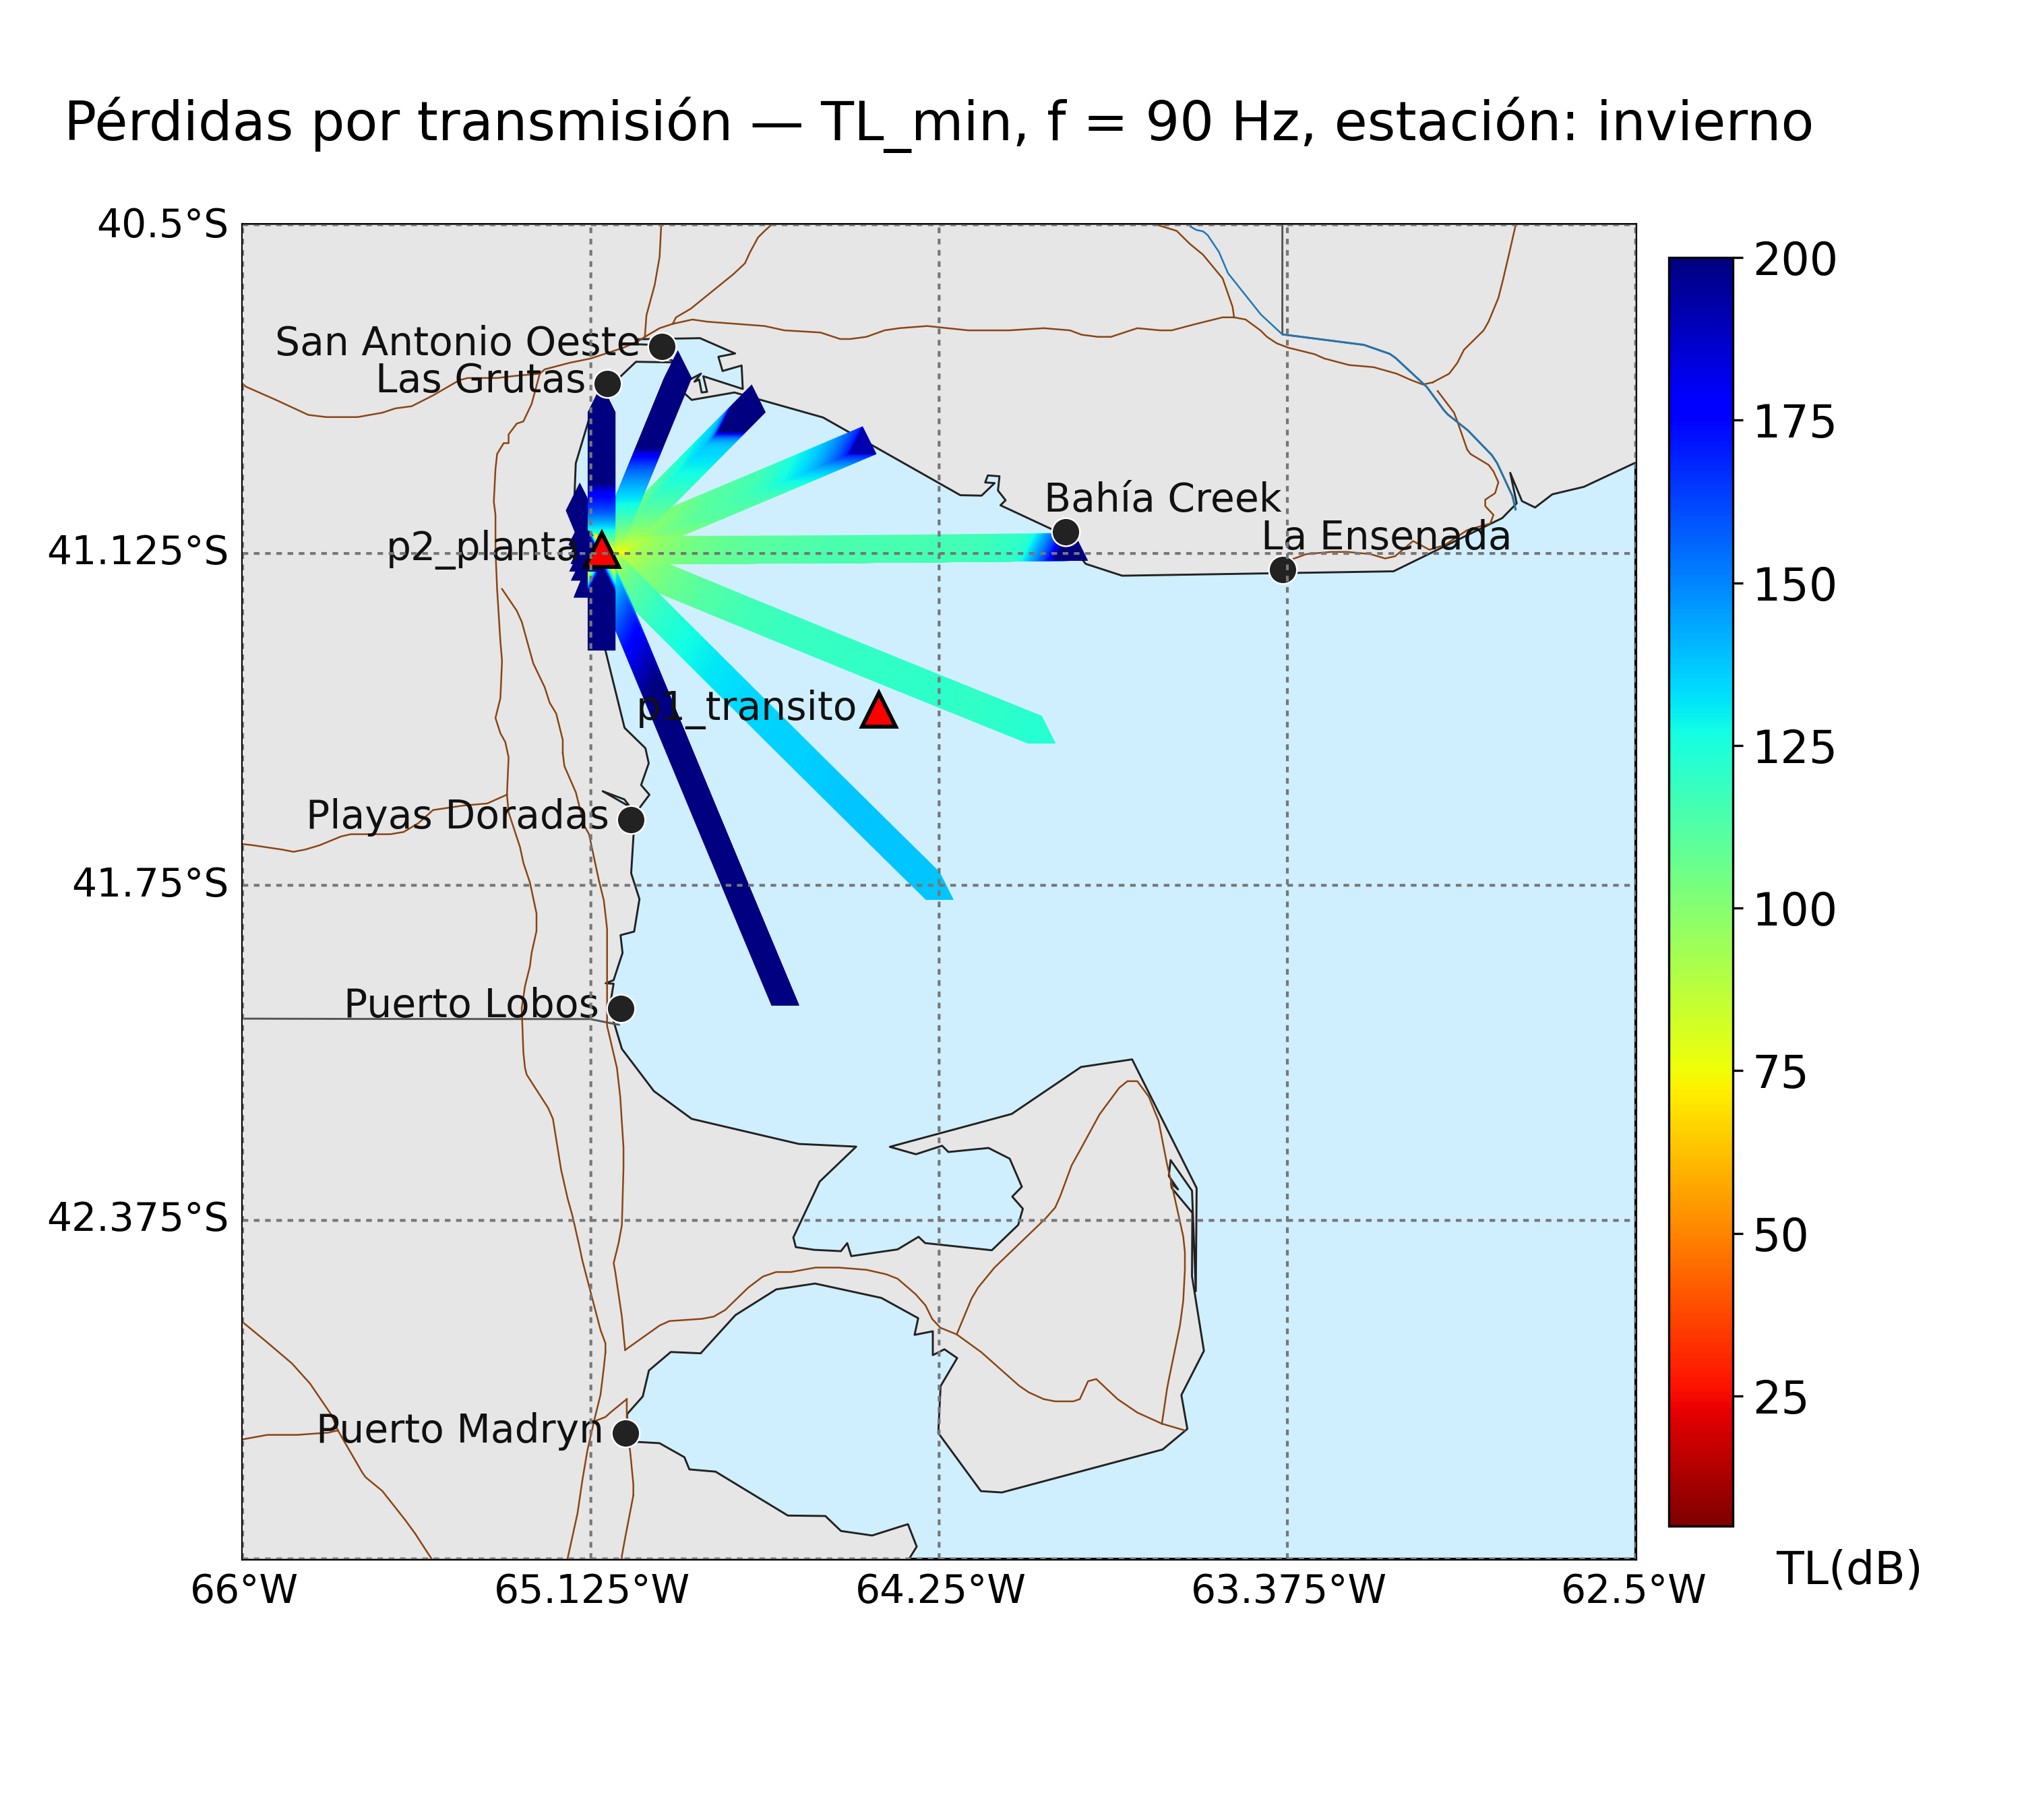 Pérdidas por transmisión — TL_min, f = 90 Hz, estación: invierno
40.5°S
200
San Antonio Oeste
Las Grutas
175
Bahía Creek
La Ensenada
p2_planta
41.125°S
150
p1_transito
125
Playas Doradas
41.75°S
100
Puerto Lobos
75
42.375°S
50
25
Puerto Madryn
TL(dB)
66°W
65.125°W
64.25°W
63.375°W
62.5°W